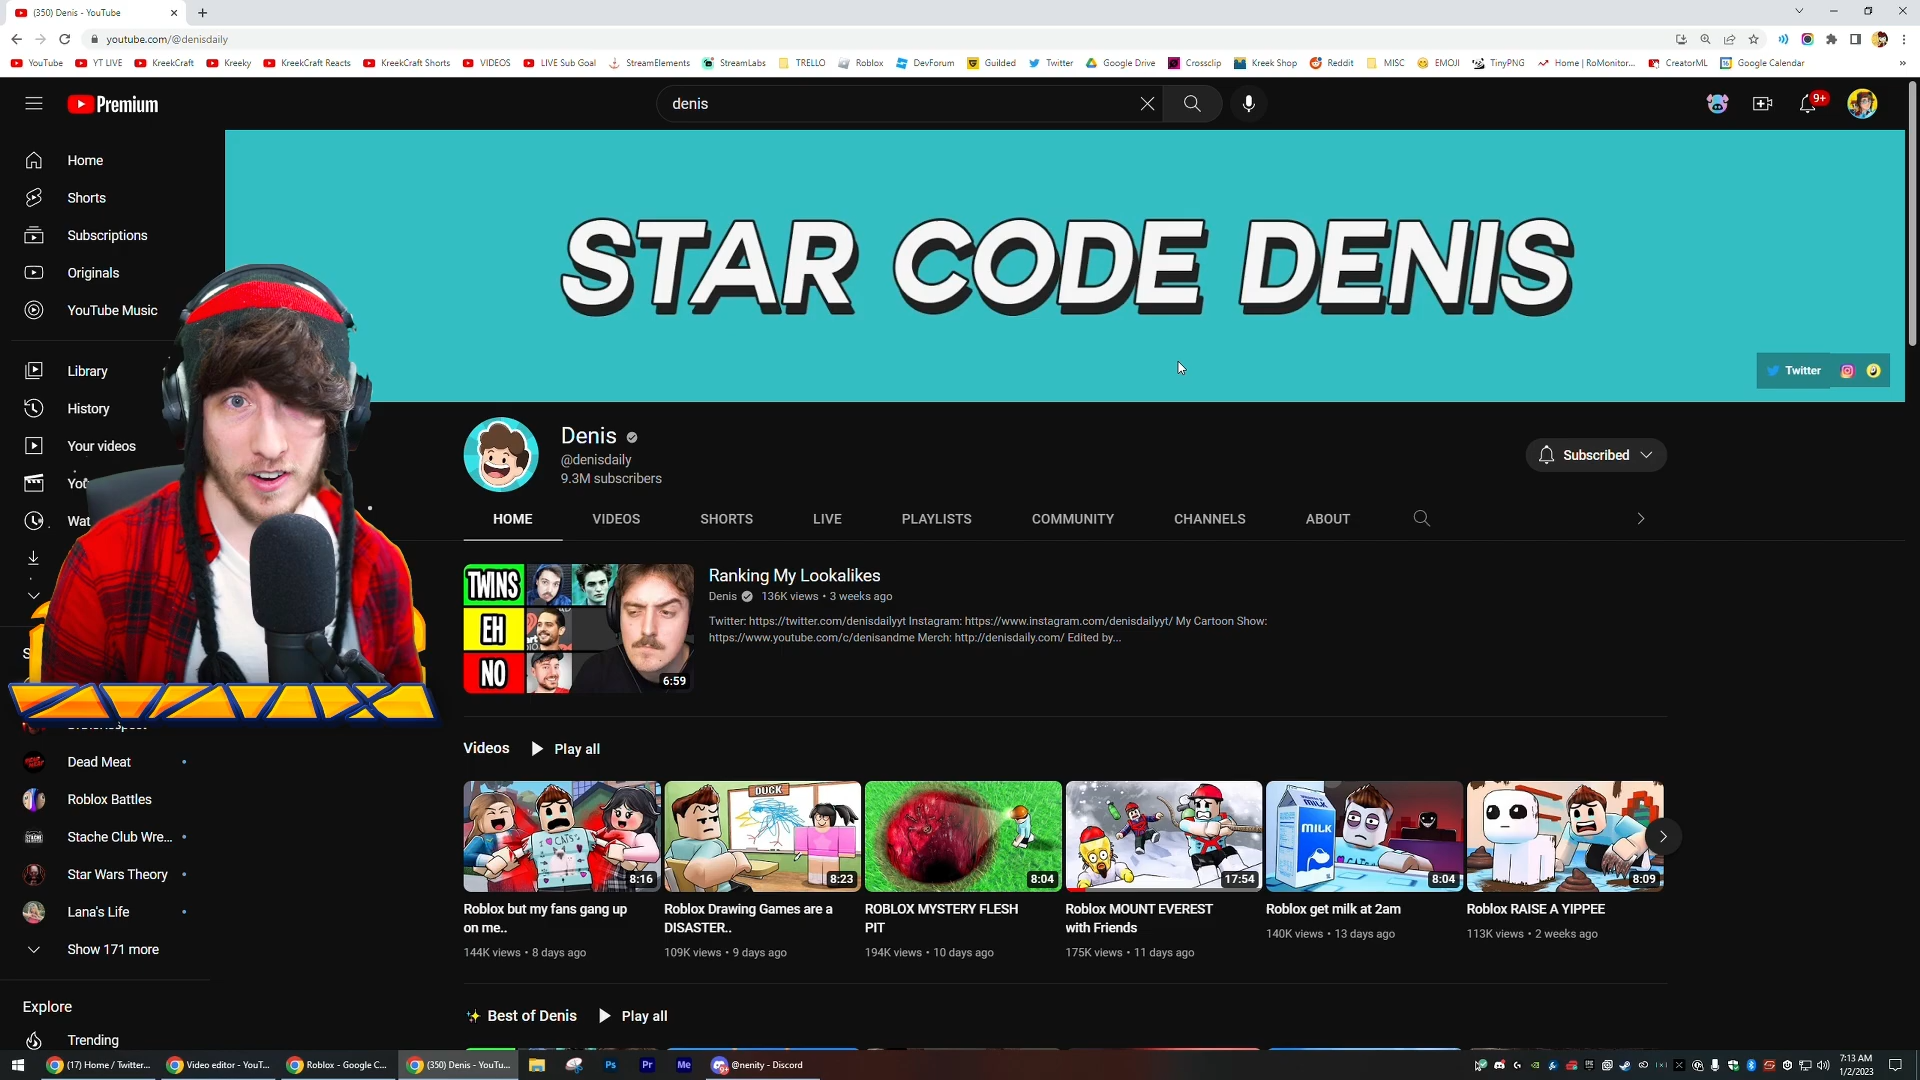 (350) Denis - YouTube
youtube.com/@denisdaily
YouTube YT LIVE KreekCraft Kreeky KreekCraft Reacts KreekCraft Shorts VIDEOS LIVE Sub Goal StreamElements StreamLabs TRELLO Roblox DevForum Guilded Twitter Google Drive Crossclip Kreek Shop Reddit MISC EMOJI TinyPNG Home | RoMonitor... CreatorML Google Calendar
Premium
denis
9+
Home
Shorts
Subscriptions
Originals
YouTube Music
Library
History
Your videos
Wat
Dead Meat
Roblox Battles
Stache Club Wre...
Star Wars Theory
Lana's Life
Show 171 more
Explore
Trending
STAR CODE DENIS
Twitter
Denis
@denisdaily
9.3M subscribers
Subscribed
HOME VIDEOS SHORTS LIVE PLAYLISTS COMMUNITY CHANNELS ABOUT
TWINS
EH
NO
6:59
Ranking My Lookalikes
Denis 136K views • 3 weeks ago
Twitter: https://twitter.com/denisdailyyt Instagram: https://www.instagram.com/denisdailyyt/ My Cartoon Show:
https://www.youtube.com/c/denisandme Merch: http://denisdaily.com/ Edited by...
Videos Play all
I CATS
8:16
DUCK
8:23
8:04
17:54
MILK
MILK
8:04
8:09
Roblox but my fans gang up
on me..
144K views • 8 days ago
Roblox Drawing Games are a
DISASTER..
109K views • 9 days ago
ROBLOX MYSTERY FLESH
PIT
194K views • 10 days ago
Roblox MOUNT EVEREST
with Friends
175K views • 11 days ago
Roblox get milk at 2am
140K views • 13 days ago
Roblox RAISE A YIPPEE
113K views • 2 weeks ago
Best of Denis Play all
(17) Home / Twitter... Video editor - YouT... Roblox - Google C... (350) Denis - YouTu... Ps Pr Me @nenity - Discord
7:13 AM
1/2/2023